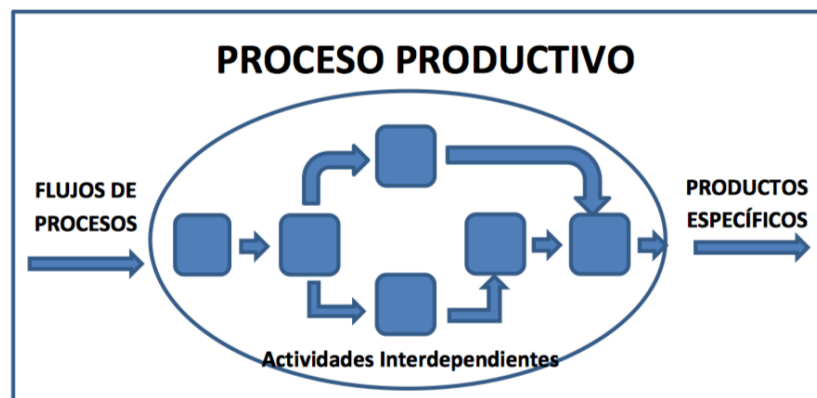 PROCESO PRODUCTIVO
FLUJOS DE
PROCESOS
PRODUCTOS
ESPECÍFICOS
Actividades Interdependientes